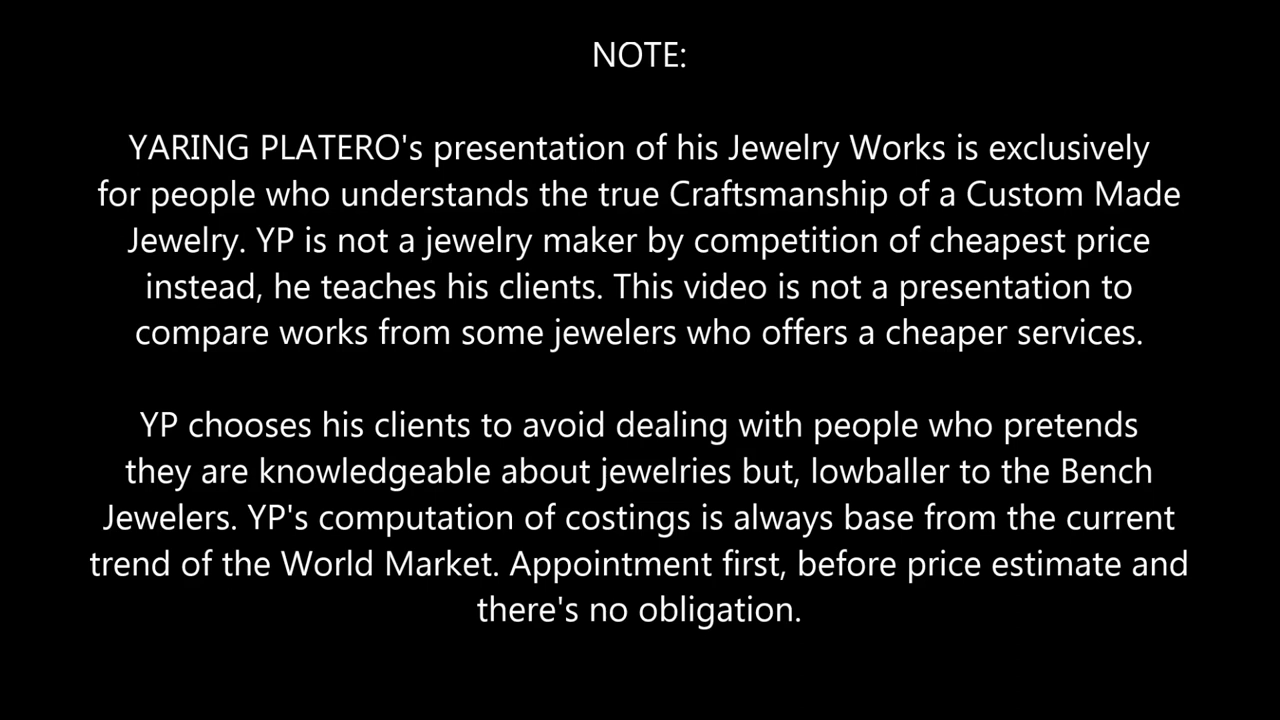 NOTE:
YARING PLATERO's presentation of his Jewelry Works is exclusively
for people who understands the true Craftsmanship of a Custom Made
Jewelry. YP is not a jewelry maker by competition of cheapest price
instead, he teaches his clients. This video is not a presentation to
compare works from some jewelers who offers a cheaper services.
YP chooses his clients to avoid dealing with people who pretends
they are knowledgeable about jewelries but, lowballer to the Bench
Jewelers. YP's computation of costings is always base from the current
trend of the World Market. Appointment first, before price estimate and
there's no obligation.